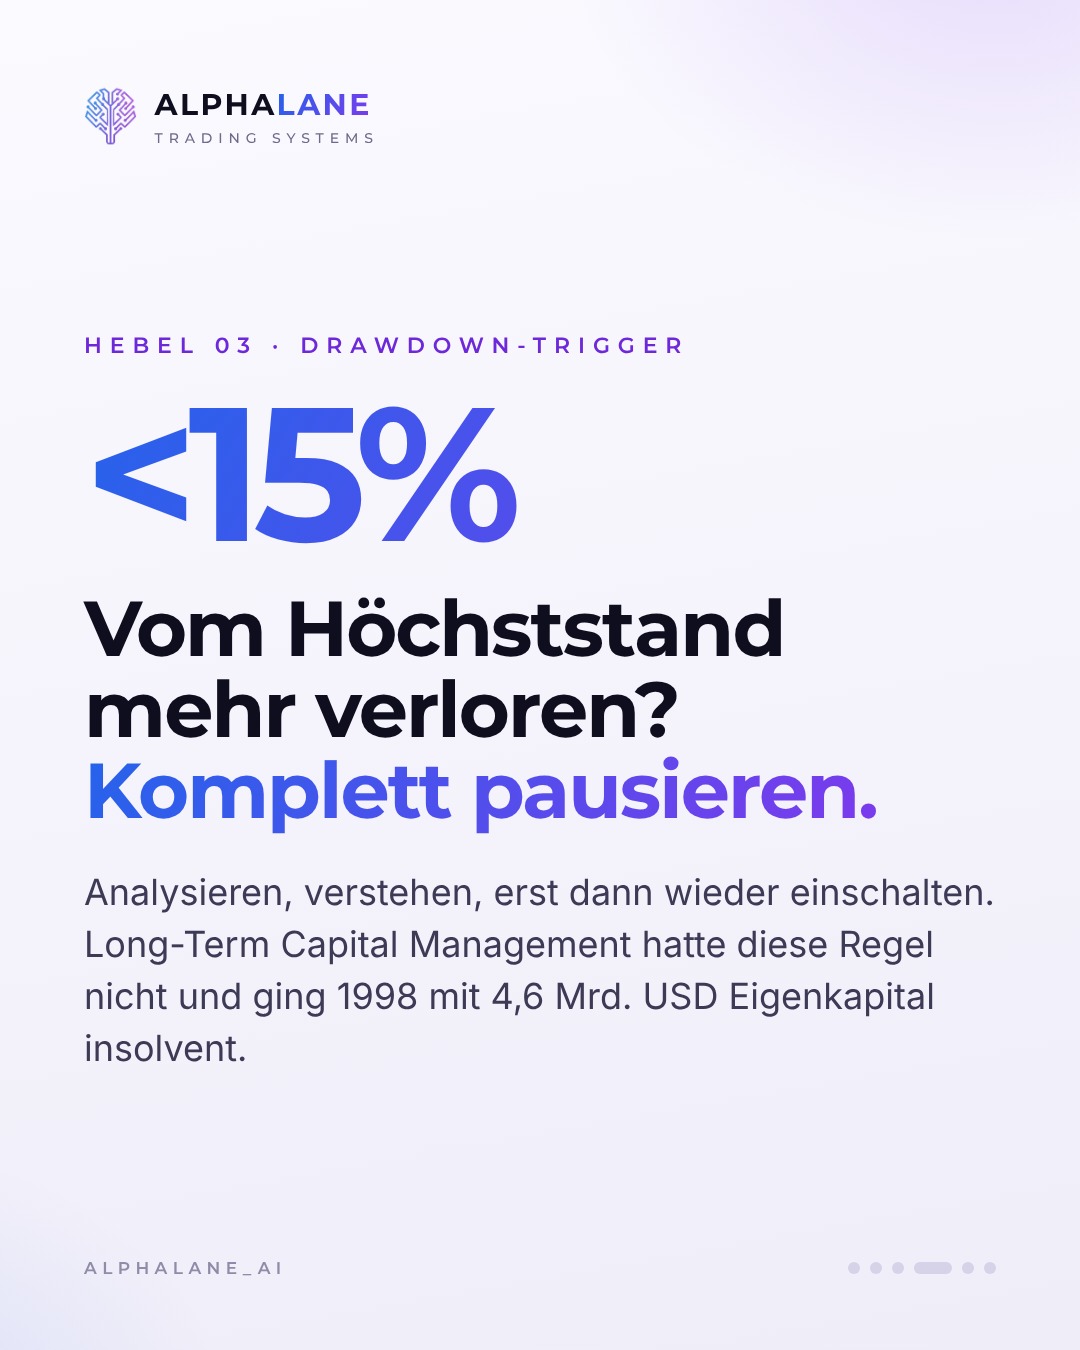 ALPHALANE
TRADING SYSTEMS
HEBEL 03 · DRAWDOWN-TRIGGER
<15%
Vom Höchststand
mehr verloren?
Komplett pausieren.
Analysieren, verstehen, erst dann wieder einschalten.
Long-Term Capital Management hatte diese Regel
nicht und ging 1998 mit 4,6 Mrd. USD Eigenkapital
insolvent.
ALPHALANE_AI